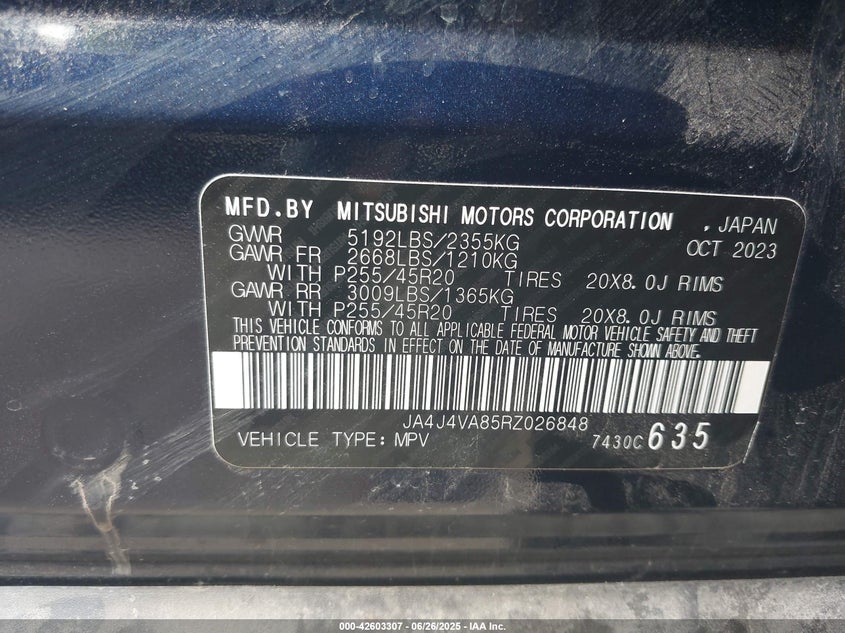 MFD.BY MITSUBISHI MOTORS CORPORATION , JAPAN
GVWR 5192LBS/2355KG OCT 2023
GAWR FR 2668LBS/1210KG
WITH P255/45R20 TIRES 20X8.0J RIMS
GAWR RR 3009LBS/1365KG
WITH P255/45R20 TIRES 20X8.0J RIMS
THIS VEHICLE CONFORMS TO ALL APPLICABLE FEDERAL MOTOR VEHICLE SAFETY AND THEFT
PREVENTION STANDARDS IN EFFECT ON THE DATE OF MANUFACTURE SHOWN ABOVE.
JA4J4VA85RZ026848
VEHICLE TYPE: MPV 7430C 635
000-42603307 - 06/26/2025 - IAA Inc.